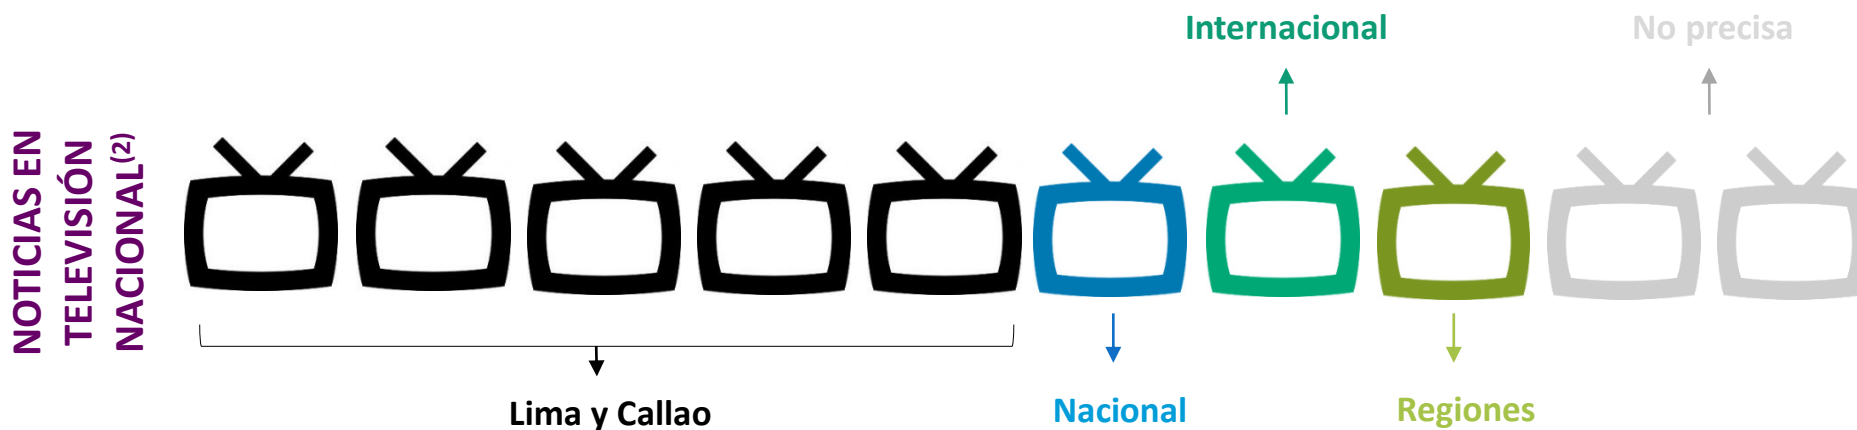 NOTICIAS EN
TELEVISIÓN
NACIONAL(2)
Internacional
No precisa
Lima y Callao
Nacional
Regiones